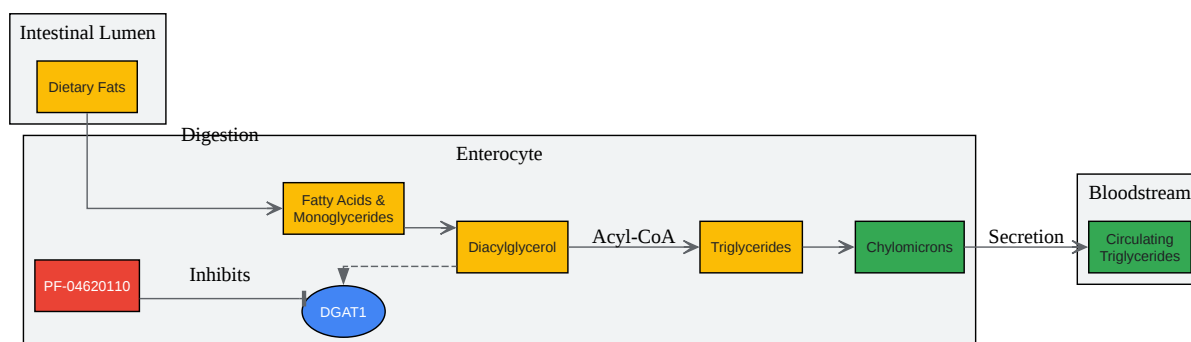 Intestinal Lumen
Dietary Fats
Digestion
Enterocyte
Fatty Acids &
Monoglycerides
Diacylglycerol
Acyl-CoA
Triglycerides
Chylomicrons
Secretion
Bloodstream
Circulating
Triglycerides
PF-04620110
Inhibits
DGAT1